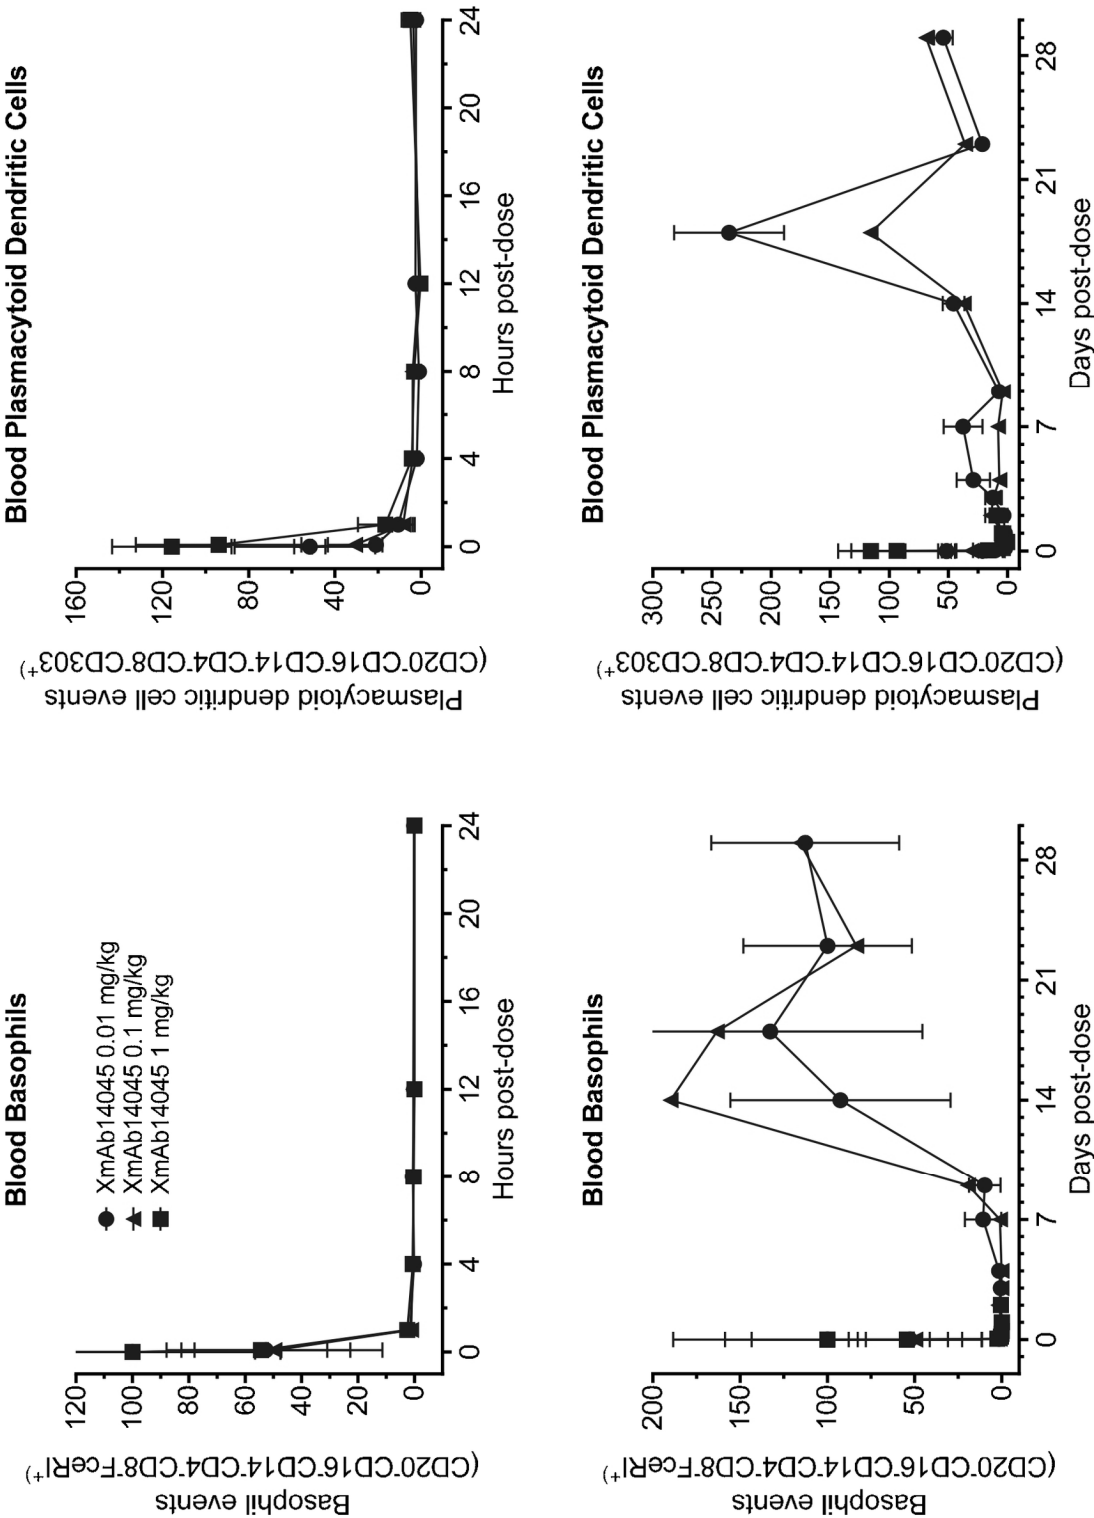 Blood Basophils
XmAb14045 0.01 mg/kg
XmAb14045 0.1 mg/kg
XmAb14045 1 mg/kg
Basophil events
(CD20⁻CD16⁻CD14⁻CD4⁻CD8⁻FceRI⁺)
120
100
80
60
40
20
0
0 4 8 12 16 20 24
Hours post-dose
Blood Plasmacytoid Dendritic Cells
Plasmacytoid dendritic cell events
(CD20⁻CD16⁻CD14⁻CD4⁻CD8⁻CD303⁺)
160
120
80
40
0
0 4 8 12 16 20 24
Hours post-dose
Blood Basophils
Basophil events
(CD20⁻CD16⁻CD14⁻CD4⁻CD8⁻FceRI⁺)
200
150
100
50
0
0 7 14 21 28
Days post-dose
Blood Plasmacytoid Dendritic Cells
Plasmacytoid dendritic cell events
(CD20⁻CD16⁻CD14⁻CD4⁻CD8⁻CD303⁺)
300
250
200
150
100
50
0
0 7 14 21 28
Days post-dose